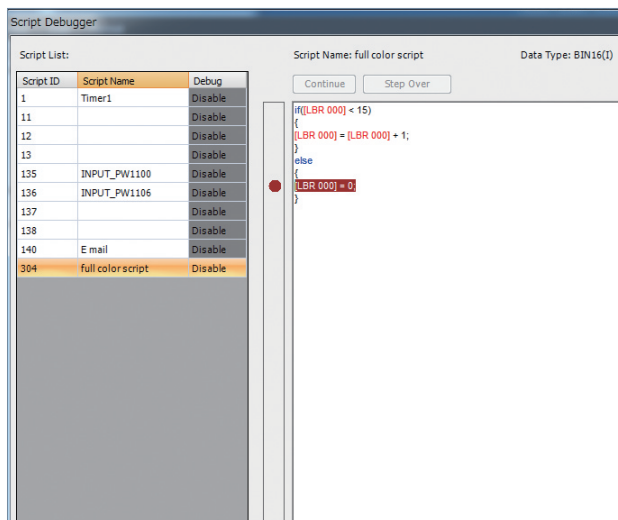 Script Debugger
Script List:
Script Name: full color script Data Type: BIN16(I)
Continue Step Over
Script ID Script Name Debug
1 Timer1 Disable
11 Disable
12 Disable
13 Disable
135 INPUT_PW1100 Disable
136 INPUT_PW1106 Disable
137 Disable
138 Disable
140 E mail Disable
304 full color script Disable
if([LBR 000] < 15)
{
[LBR 000] = [LBR 000] + 1;
}
else
{
[LBR 000] = 0;
}